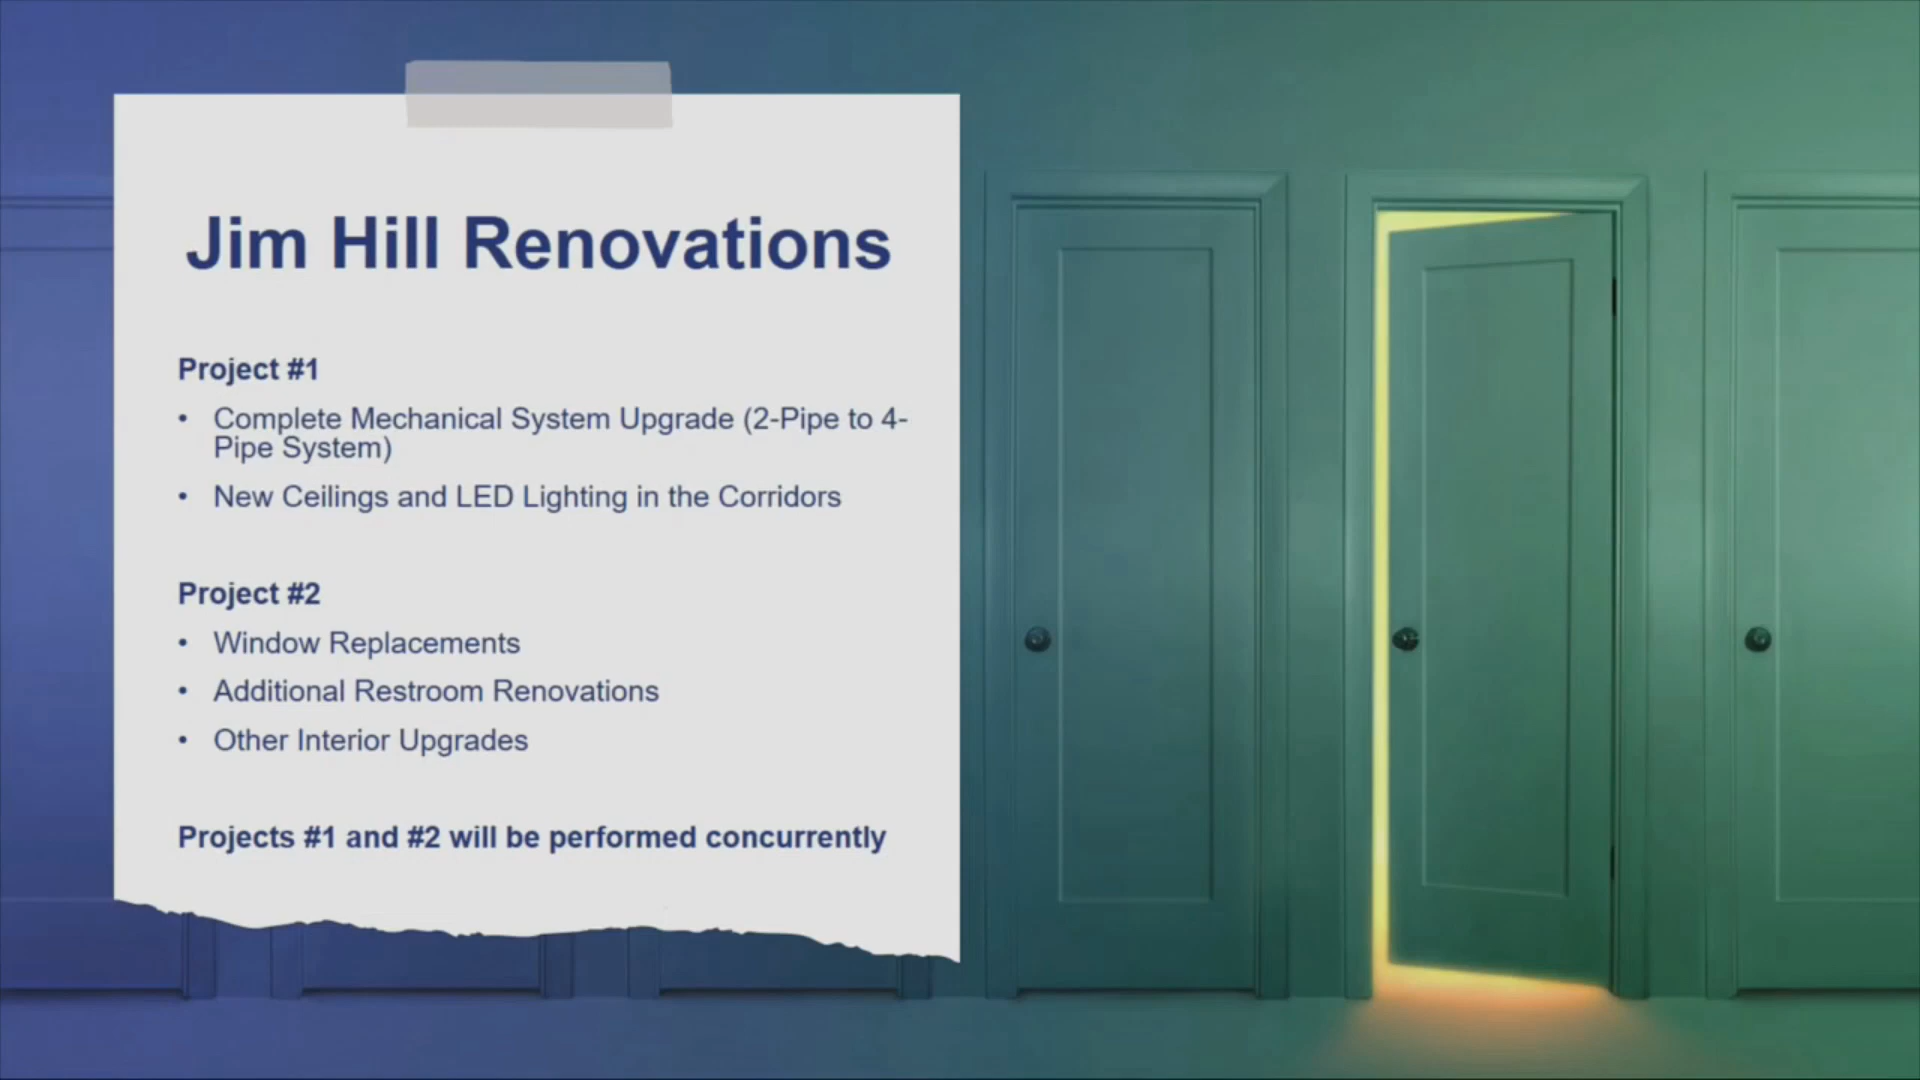 Jim Hill Renovations
Project #1
• Complete Mechanical System Upgrade (2-Pipe to 4-
Pipe System)
• New Ceilings and LED Lighting in the Corridors
Project #2
• Window Replacements
• Additional Restroom Renovations
• Other Interior Upgrades
Projects #1 and #2 will be performed concurrently